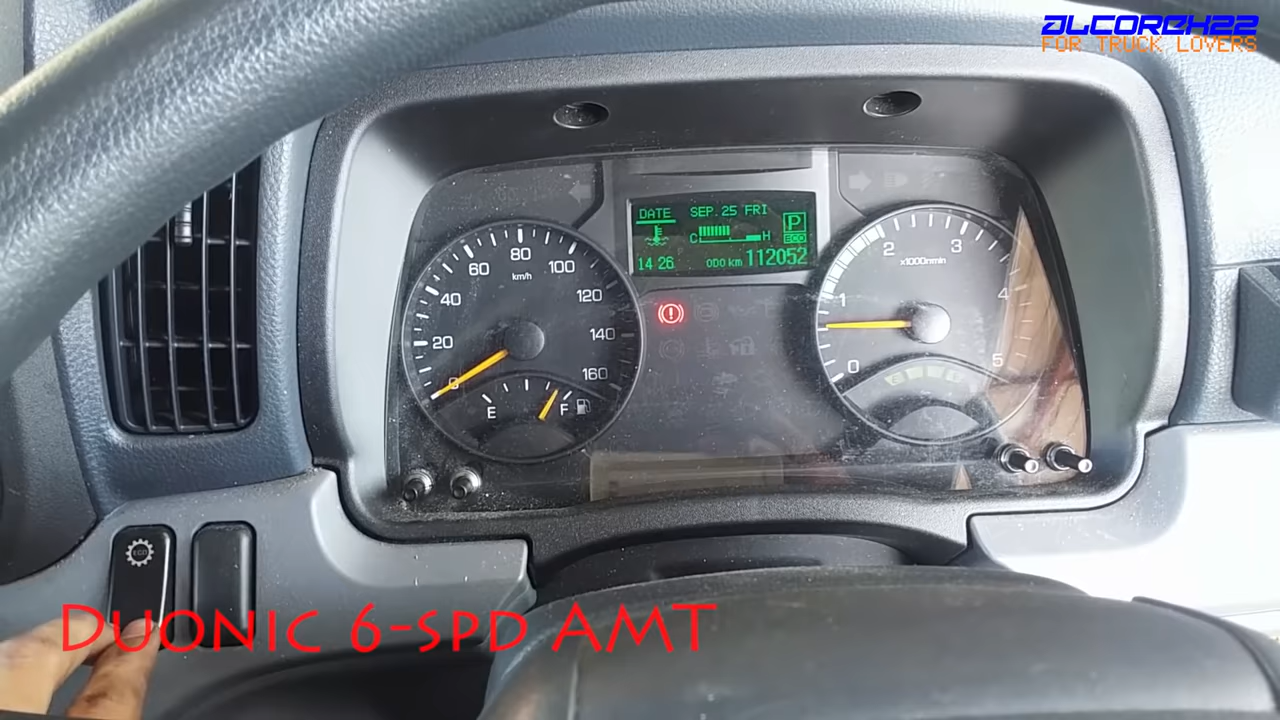 ALCOREH22
FOR TRUCK LOVERS
DATE SEP.25 FRI
P
C H ECO
14 26 ODO km 112052
0 20 40 60 80 100 120 140 160
km/h
E F
0 1 2 3 4 5
x1000r/min
ECO
DUONIC 6-SPD AMT